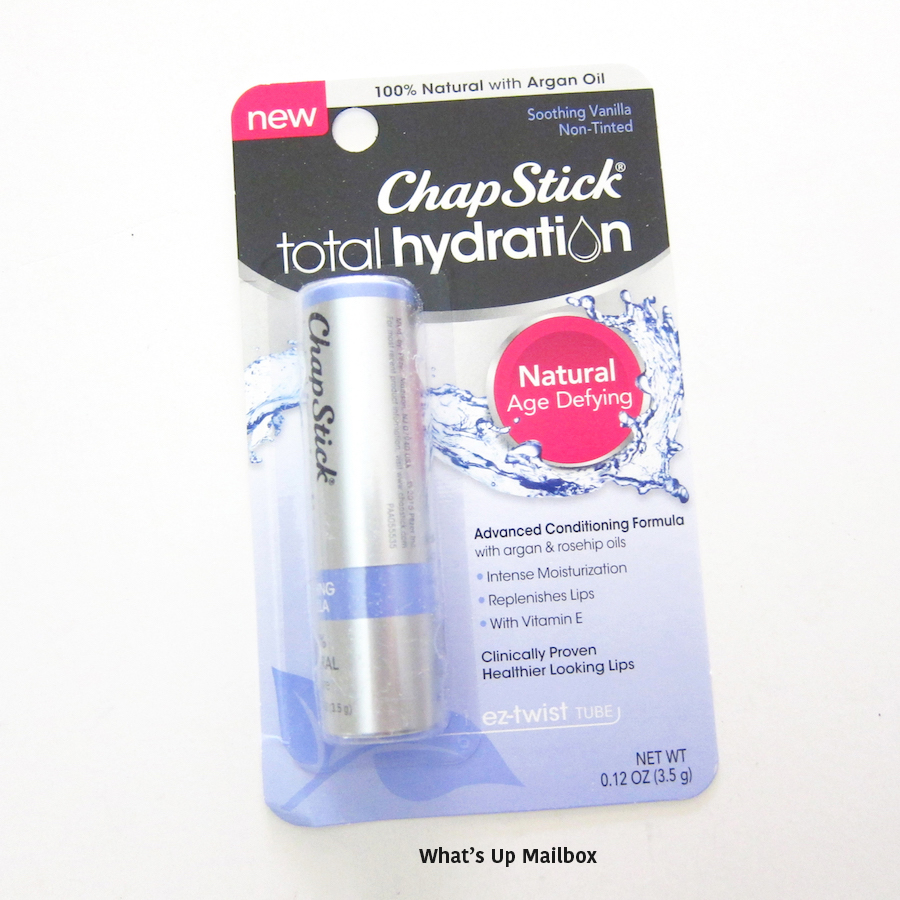 100% Natural with Argan Oil
new
Soothing Vanilla
Non-Tinted
ChapStick®
total hydration
ChapStick®
Natural
Age Defying
Advanced Conditioning Formula
with argan & rosehip oils
• Intense Moisturization
• Replenishes Lips
• With Vitamin E
Clinically Proven
Healthier Looking Lips
ez-twist TUBE
NET WT
0.12 OZ (3.5 g)
What's Up Mailbox